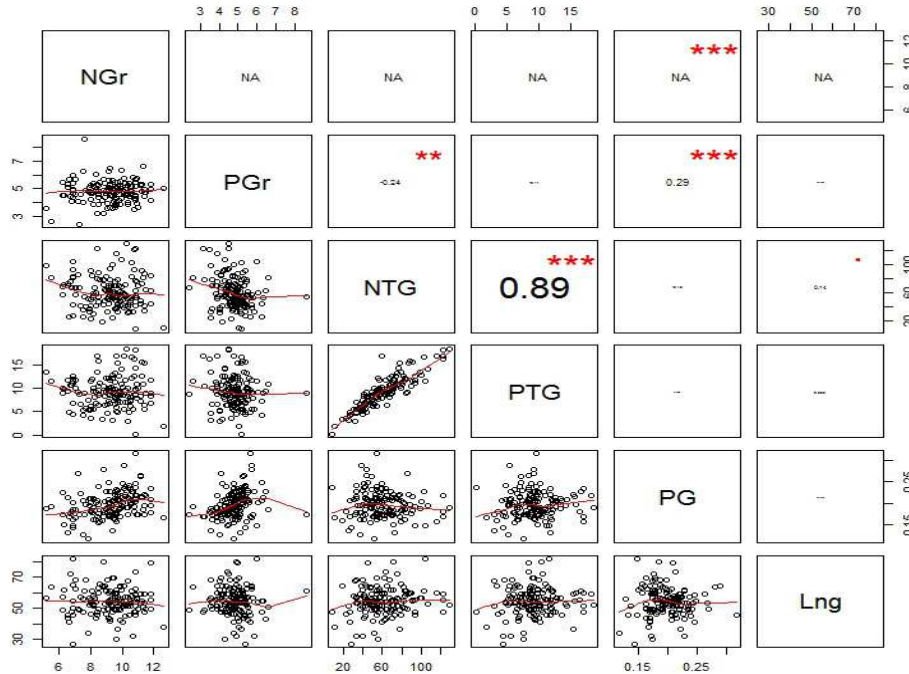 3 4 5 6 7 8 0 5 10 15 30 50 70
NGr NA NA NA *** NA 6 8 10 12
3 5 7 PGr ** -0.24 *** 0.29
NTG *** 0.89 20 60 100
0 5 10 15 PTG
PG 0.15 0.25
30 50 70 Lng
6 8 10 12 20 60 100 0.15 0.25